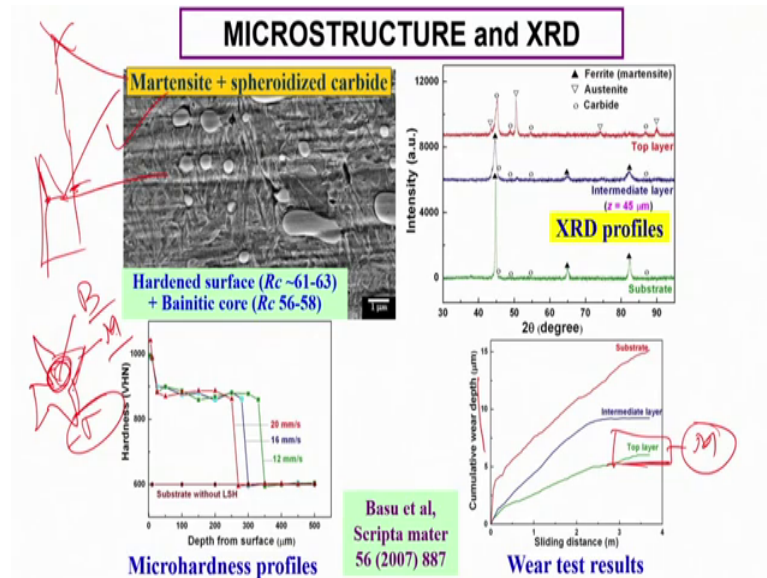 MICROSTRUCTURE and XRD
Martensite + spheroidized carbide
Hardened surface (Rc ~61-63)
+ Bainitic core (Rc 56-58)
1 μm
Intensity (a.u.)
12000
8000
4000
0
▲ Ferrite (martensite)
▽ Austenite
○ Carbide
Top layer
Intermediate layer
(z = 45 μm)
XRD profiles
Substrate
30 40 50 60 70 80 90
2θ (degree)
B
M
Hardness (VHN)
1000
800
600
20 mm/s
16 mm/s
12 mm/s
Substrate without LSH
0 100 200 300 400 500
Depth from surface (μm)
Microhardness profiles
Basu et al,
Scripta mater
56 (2007) 887
Cumulative wear depth (μm)
15
10
5
0
Substrate
Intermediate layer
Top layer
M
0 1 2 3 4
Sliding distance (m)
Wear test results